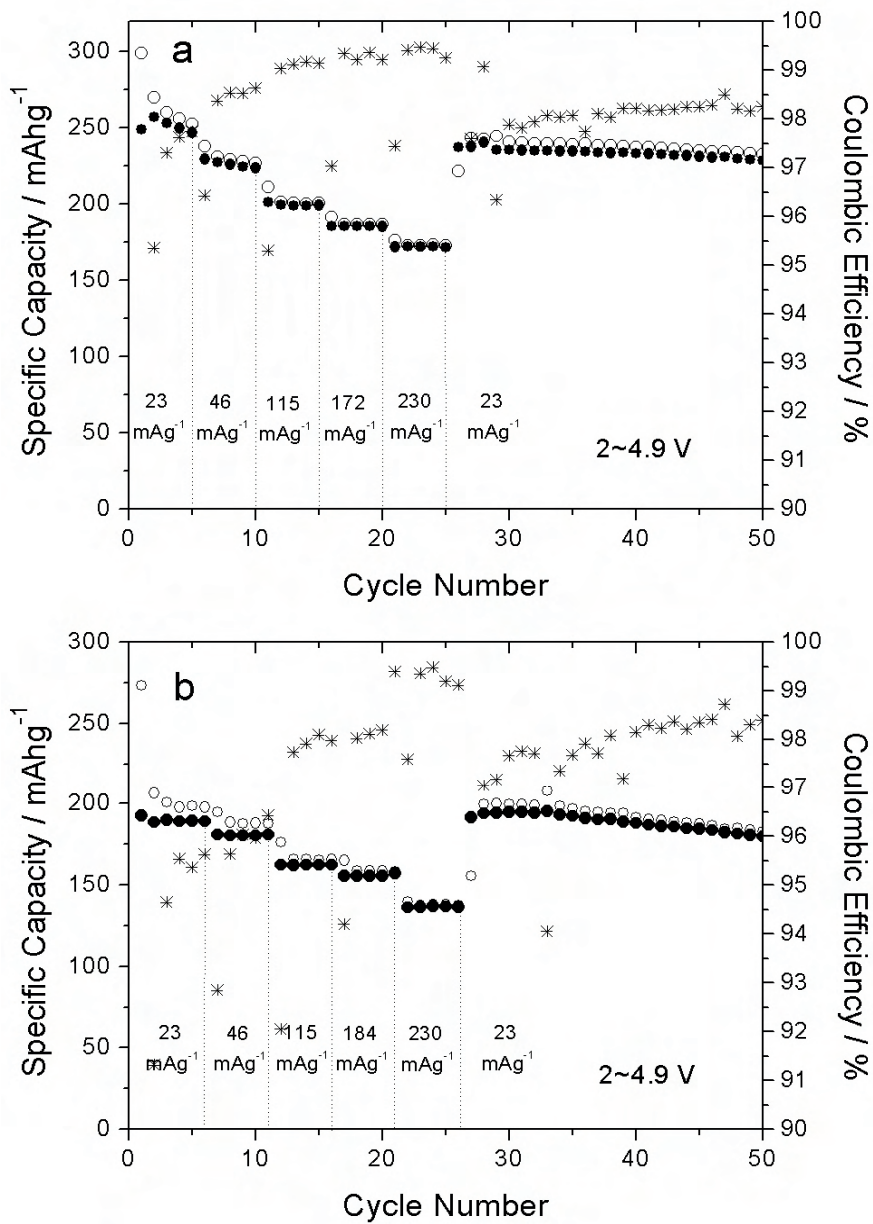 a
300
250
200
150
100
50
0
Specific Capacity / mAhg⁻¹
100
99
98
97
96
95
94
93
92
91
90
Coulombic Efficiency / %
23 46 115 172 230 23
mAg⁻¹ mAg⁻¹ mAg⁻¹ mAg⁻¹ mAg⁻¹ mAg⁻¹
2~4.9 V
0 10 20 30 40 50
Cycle Number
b
300
250
200
150
100
50
0
Specific Capacity / mAhg⁻¹
100
99
98
97
96
95
94
93
92
91
90
Coulombic Efficiency / %
23 46 115 184 230 23
mAg⁻¹ mAg⁻¹ mAg⁻¹ mAg⁻¹ mAg⁻¹ mAg⁻¹
2~4.9 V
0 10 20 30 40 50
Cycle Number